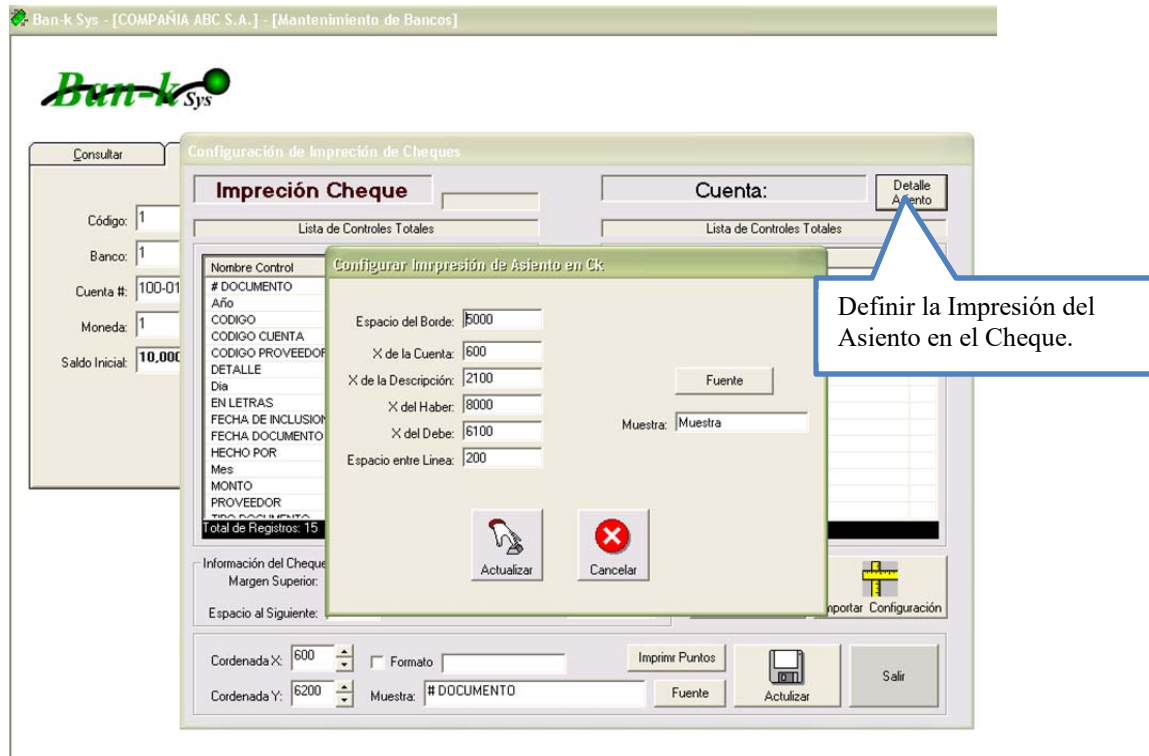 Ban-k Sys - [COMPAÑIA ABC S.A.] - [Mantenimiento de Bancos]
Ban-k Sys
Consultar
Código: 1
Banco: 1
Cuenta #: 100-01
Moneda: 1
Saldo Inicial: 10,000
Configuración de Impreción de Cheques
Impreción Cheque
Cuenta:
Detalle
Asiento
Lista de Controles Totales
Lista de Controles Totales
Nombre Control
# DOCUMENTO
Año
CODIGO
CODIGO CUENTA
CODIGO PROVEEDOR
DETALLE
Dia
EN LETRAS
FECHA DE INCLUSION
FECHA DOCUMENTO
HECHO POR
Mes
MONTO
PROVEEDOR
TIPO DOCUMENTO
Total de Registros: 15
Configurar Imrpresión de Asiento en Ck
Espacio del Borde: 5000
X de la Cuenta: 600
X de la Descripción: 2100
X del Haber: 8000
X del Debe: 6100
Espacio entre Linea: 200
Fuente
Muestra: Muestra
Actualizar
Cancelar
Definir la Impresión del
Asiento en el Cheque.
Información del Cheque
Margen Superior:
Espacio al Siguiente:
mportar Configuración
Cordenada X: 600
Formato
Imprimr Puntos
Cordenada Y: 6200
Muestra: # DOCUMENTO
Fuente
Actulizar
Salir